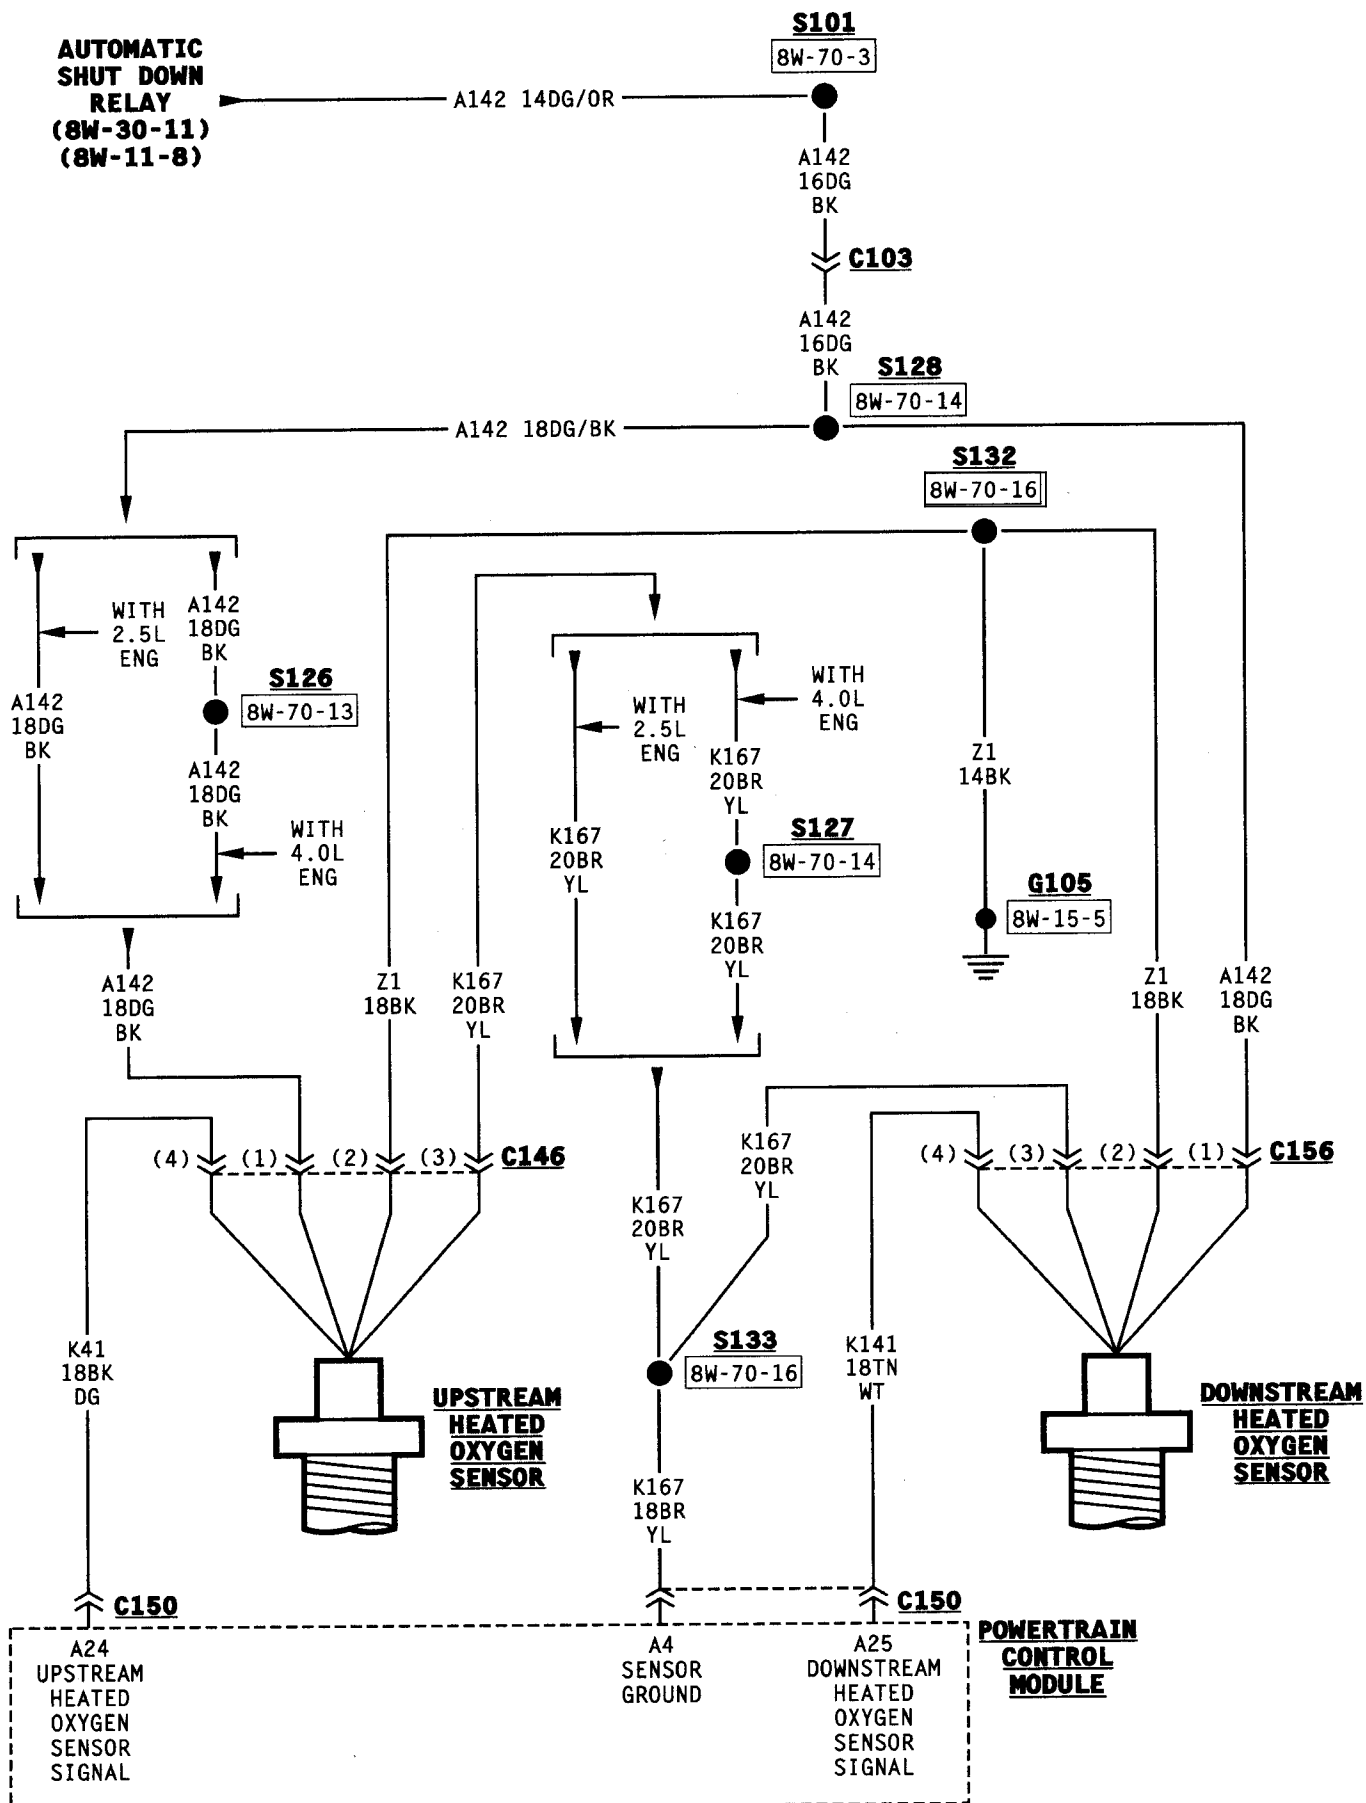 S101
8W-70-3
AUTOMATIC
SHUT DOWN
RELAY
(8W-30-11)
(8W-11-8)
A142 14DG/OR
A142
16DG
BK
C103
A142
16DG
BK
S128
8W-70-14
A142 18DG/BK
S132
8W-70-16
WITH
2.5L
ENG
A142
18DG
BK
A142
18DG
BK
S126
8W-70-13
A142
18DG
BK
WITH
4.0L
ENG
WITH
2.5L
ENG
WITH
4.0L
ENG
K167
20BR
YL
K167
20BR
YL
S127
8W-70-14
K167
20BR
YL
Z1
14BK
G105
8W-15-5
A142
18DG
BK
Z1
18BK
K167
20BR
YL
Z1
18BK
A142
18DG
BK
(4)
(1)
(2)
(3)
C146
K167
20BR
YL
(4)
(3)
(2)
(1)
C156
K167
20BR
YL
K41
18BK
DG
UPSTREAM
HEATED
OXYGEN
SENSOR
S133
8W-70-16
K141
18TN
WT
DOWNSTREAM
HEATED
OXYGEN
SENSOR
K167
18BR
YL
C150
C150
POWERTRAIN
CONTROL
MODULE
A24
UPSTREAM
HEATED
OXYGEN
SENSOR
SIGNAL
A4
SENSOR
GROUND
A25
DOWNSTREAM
HEATED
OXYGEN
SENSOR
SIGNAL